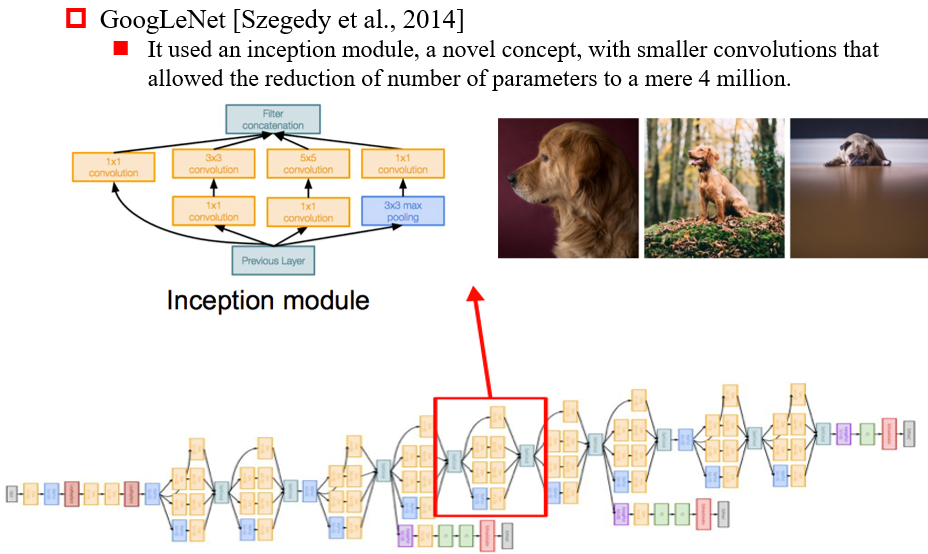 GoogLeNet [Szegedy et al., 2014]
It used an inception module, a novel concept, with smaller convolutions that
allowed the reduction of number of parameters to a mere 4 million.
Filter
concatenation
1x1
convolution
3x3
convolution
5x5
convolution
1x1
convolution
1x1
convolution
1x1
convolution
3x3 max
pooling
Previous Layer
Inception module